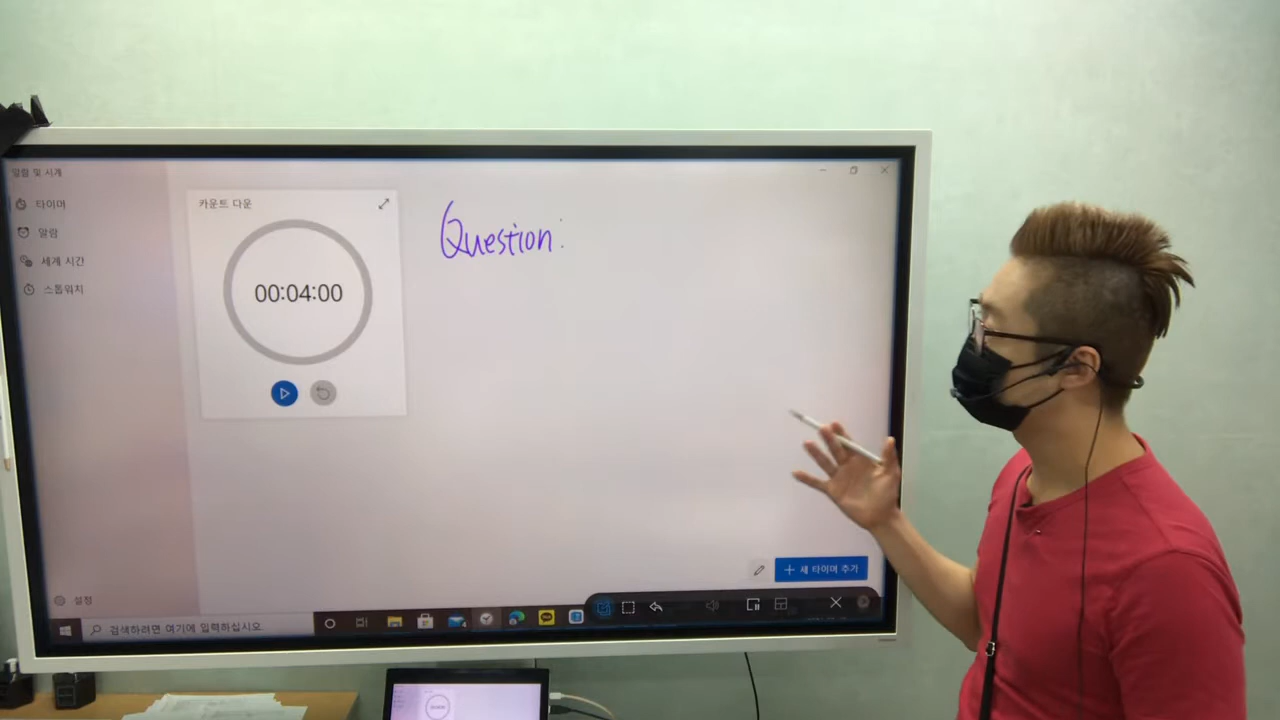 알람 및 시계
타이머
알람
세계 시간
스톱워치
카운트 다운
00:04:00
Question:
새 타이머 추가
설정
검색하려면 여기에 입력하십시오.